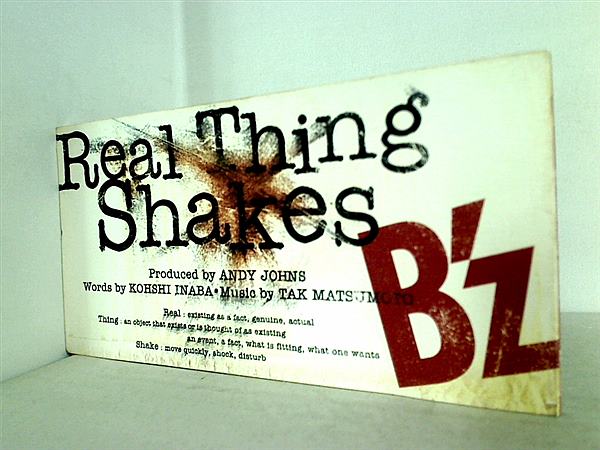 Real Thing
Shakes
B'z
Produced by ANDY JOHNS
Words by KOHSHI INABA•Music by TAK MATSUMOTO
Real : existing as a fact, genuine, actual
Thing : an object that exists or is thought of as existing
an event, a fact, what is fitting, what one wants
Shake : move quickly, shock, disturb